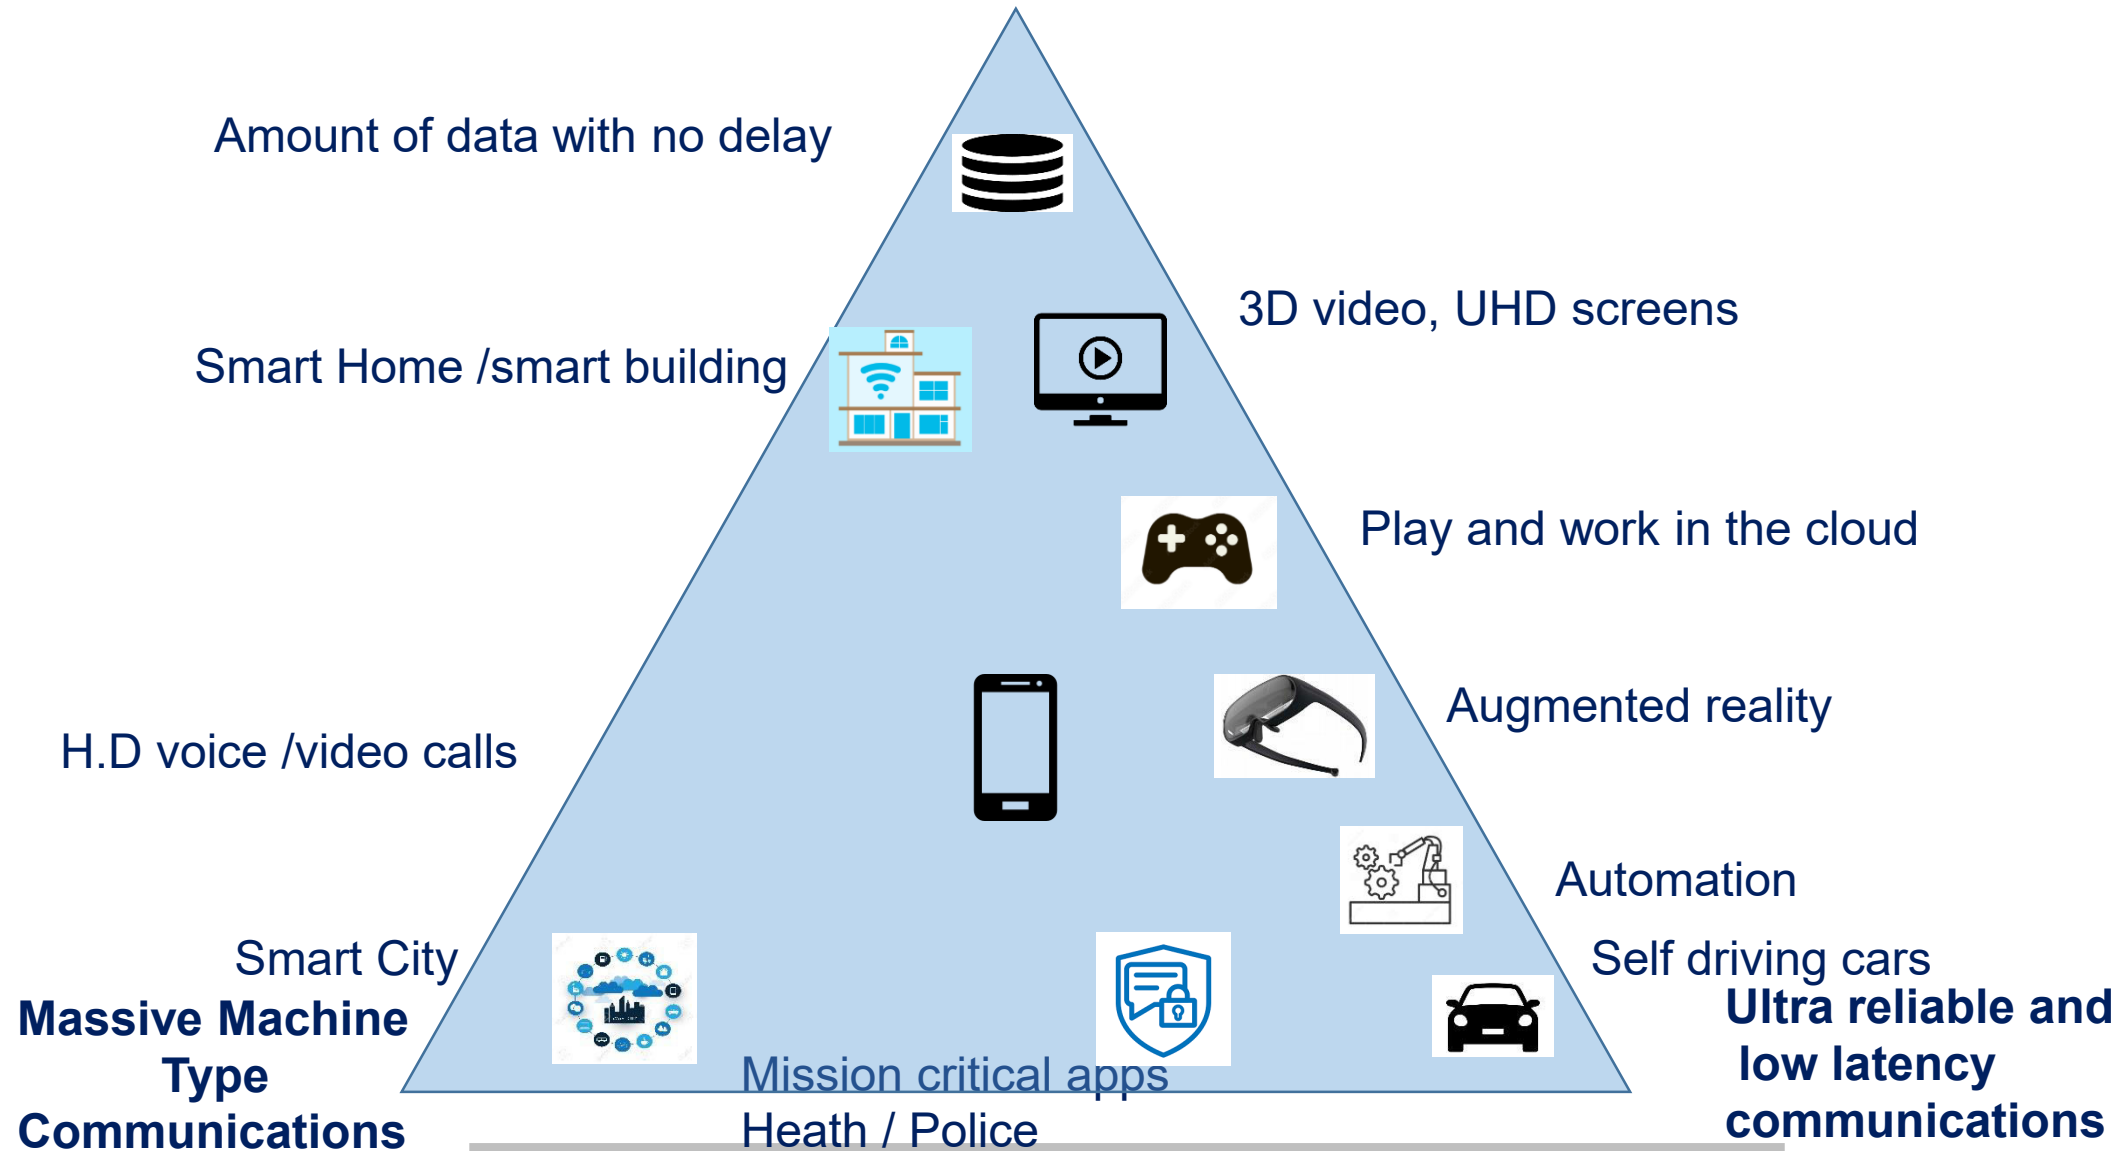 Amount of data with no delay
3D video, UHD screens
Smart Home /smart building
Play and work in the cloud
Augmented reality
H.D voice /video calls
Automation
Smart City
Self driving cars
Massive Machine
Type
Communications
Ultra reliable and
low latency
communications
Mission critical apps
Heath / Police